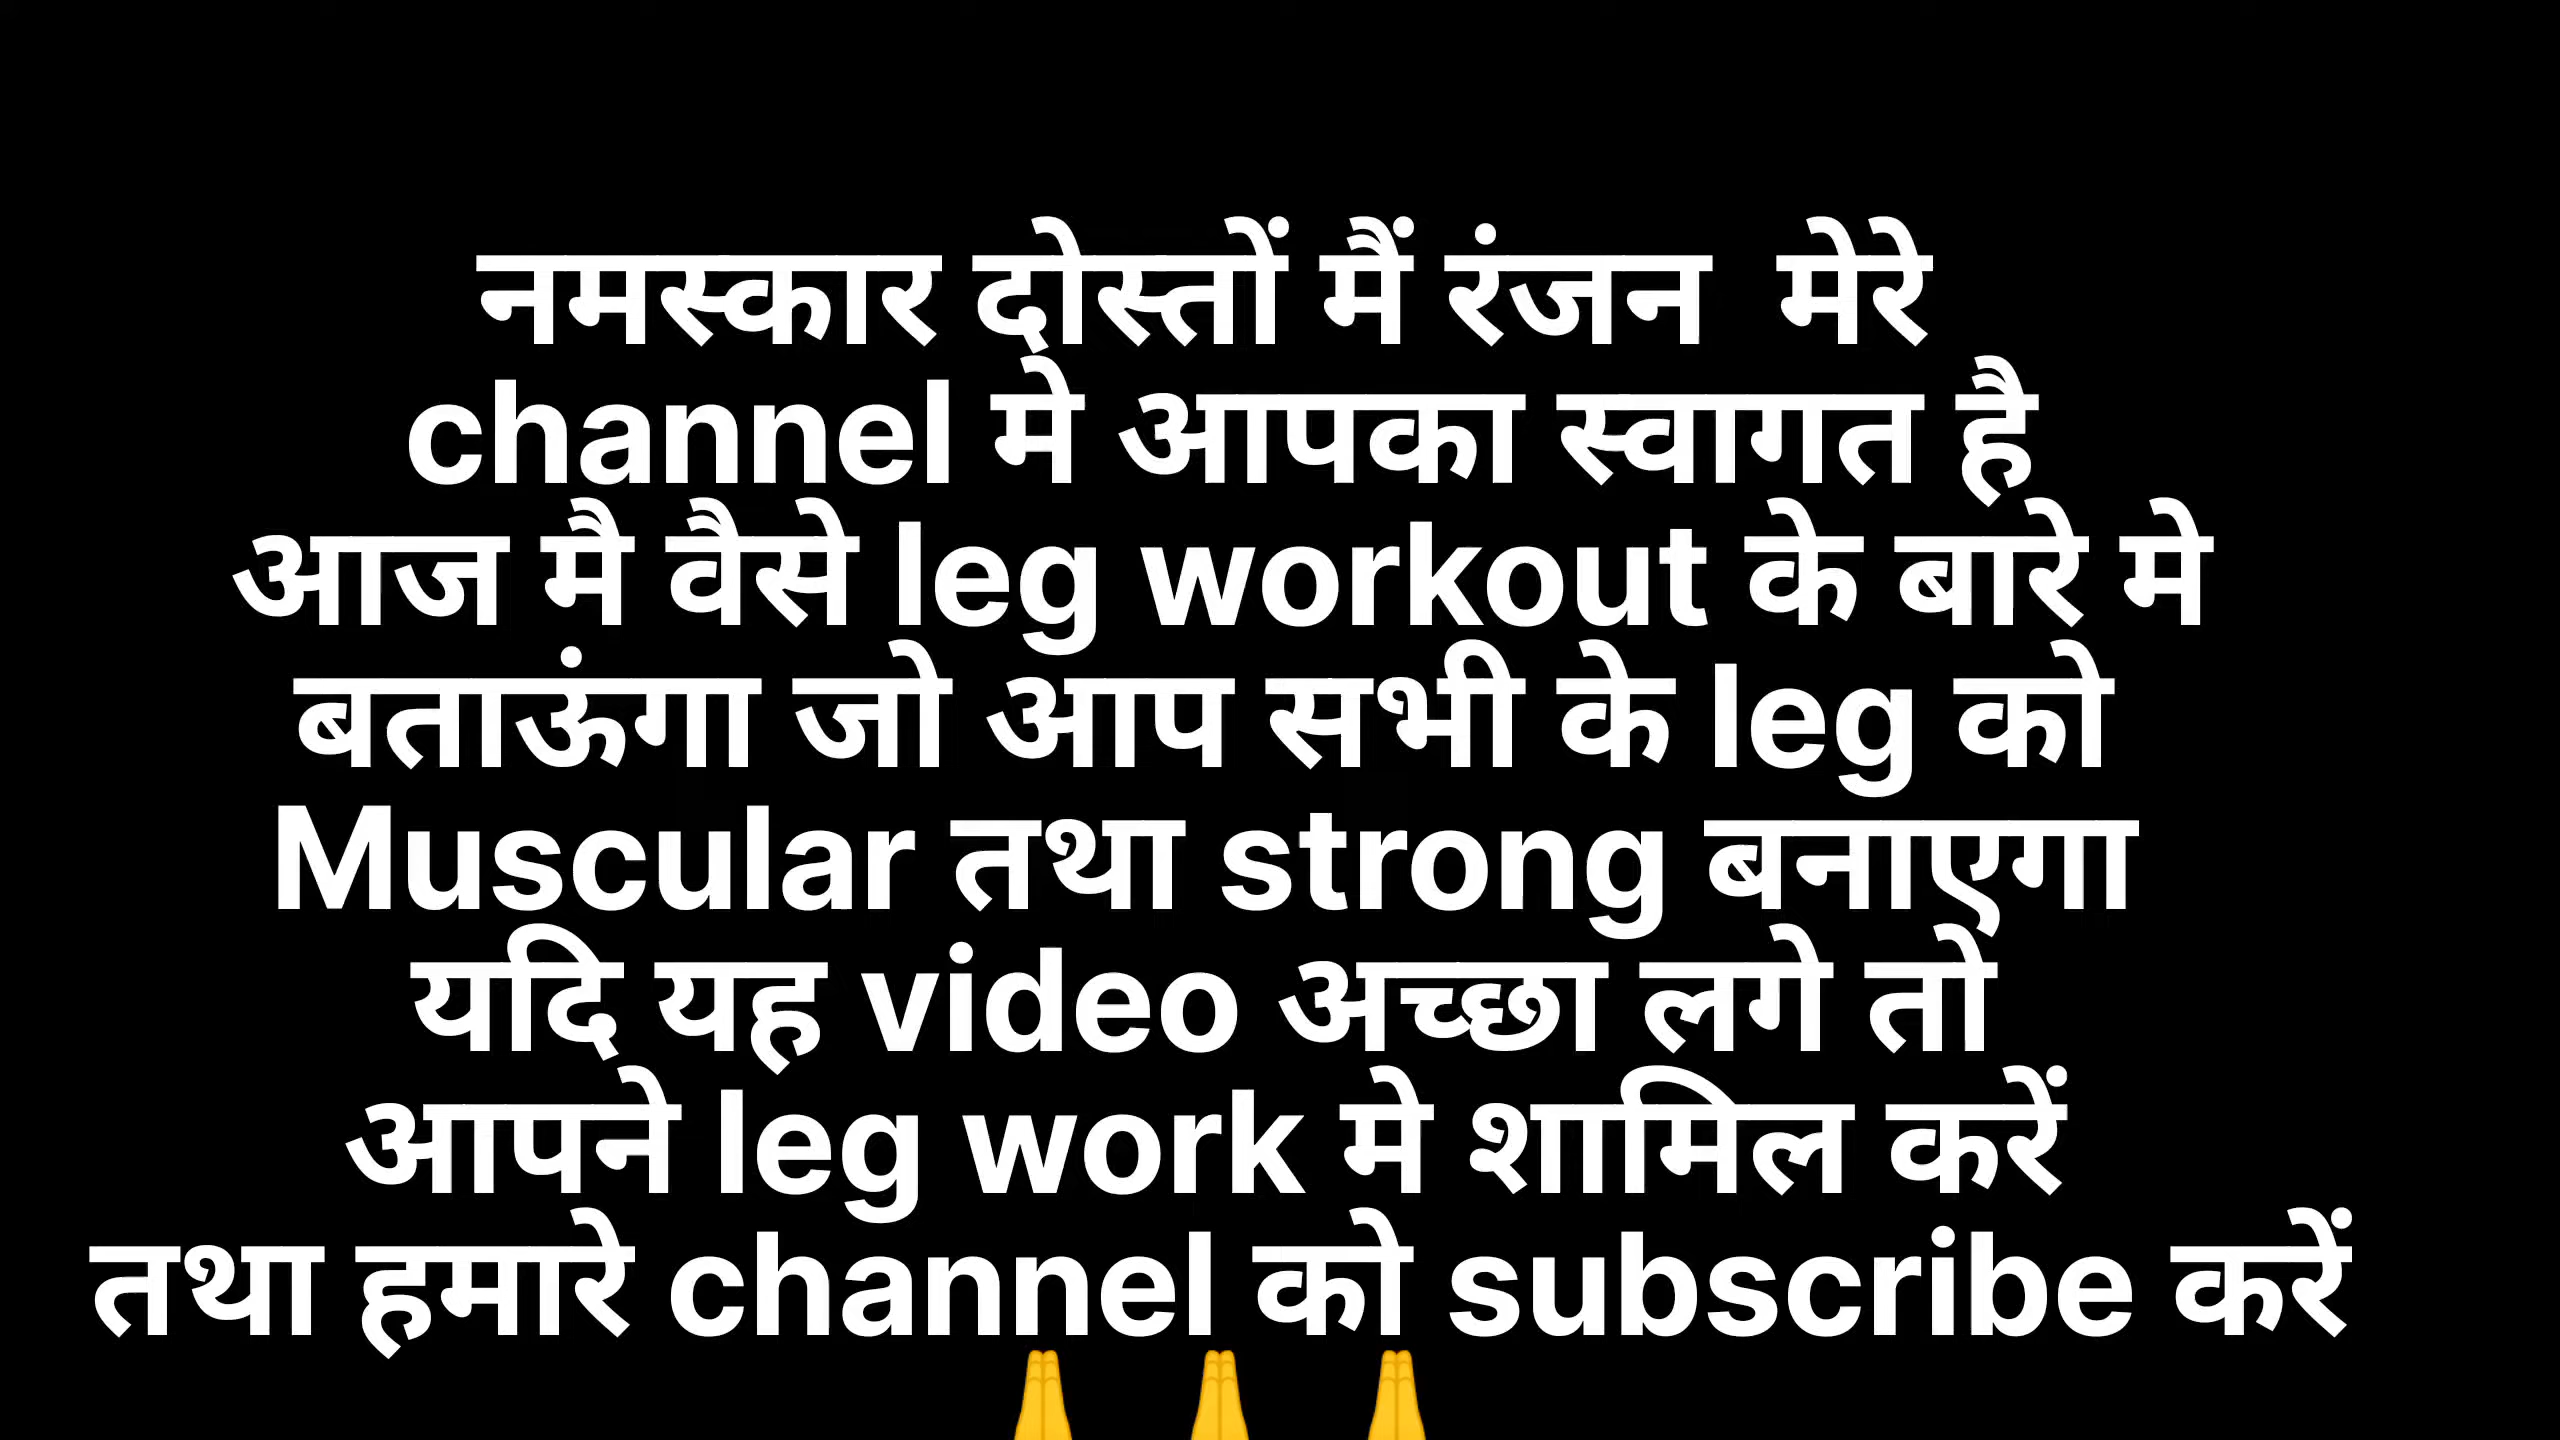 नमस्कार दोस्तों मैं रंजन  मेरे
channel मे आपका स्वागत है
आज मै वैसे leg workout के बारे मे
बताऊंगा जो आप सभी के leg को
Muscular तथा strong बनाएगा
यदि यह video अच्छा लगे तो
आपने leg work मे शामिल करें
तथा हमारे channel को subscribe करें
🙏 🙏 🙏